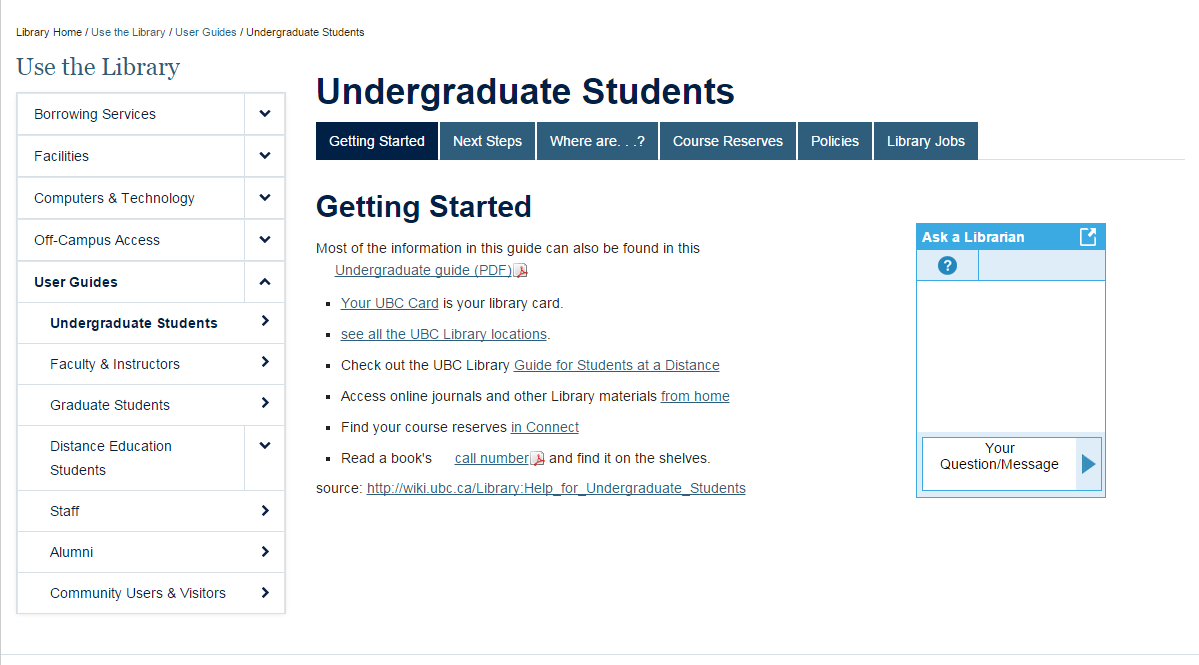 Library Home / Use the Library / User Guides / Undergraduate Students
Use the Library
Borrowing Services
Facilities
Computers & Technology
Off-Campus Access
User Guides
Undergraduate Students
Faculty & Instructors
Graduate Students
Distance Education
Students
Staff
Alumni
Community Users & Visitors
Undergraduate Students
Getting Started
Next Steps
Where are. . .?
Course Reserves
Policies
Library Jobs
Getting Started
Most of the information in this guide can also be found in this
Undergraduate guide (PDF)
Your UBC Card is your library card.
see all the UBC Library locations.
Check out the UBC Library Guide for Students at a Distance
Access online journals and other Library materials from home
Find your course reserves in Connect
Read a book's call number and find it on the shelves.
source: http://wiki.ubc.ca/Library:Help_for_Undergraduate_Students
Ask a Librarian
?
Your
Question/Message